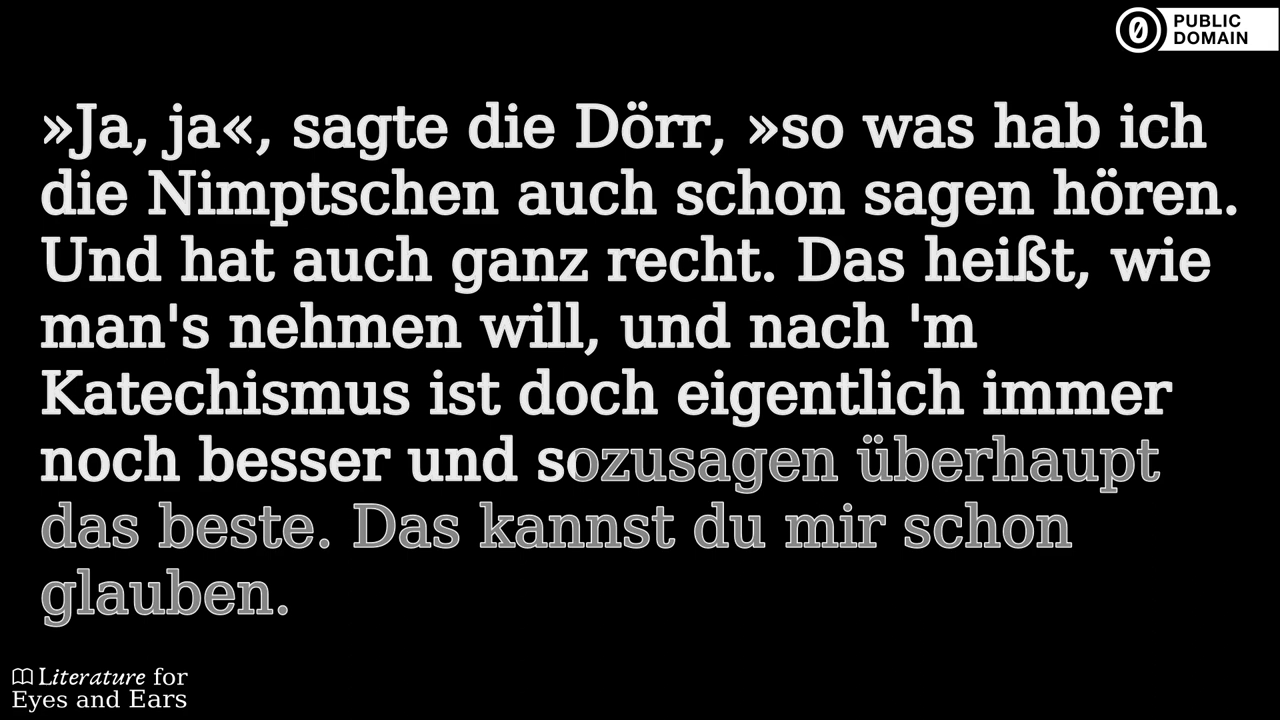 PUBLIC
DOMAIN
»Ja, ja«, sagte die Dörr, »so was hab ich
die Nimptschen auch schon sagen hören.
Und hat auch ganz recht. Das heißt, wie
man's nehmen will, und nach 'm
Katechismus ist doch eigentlich immer
noch besser und sozusagen überhaupt
das beste. Das kannst du mir schon
glauben.
Literature for
Eyes and Ears